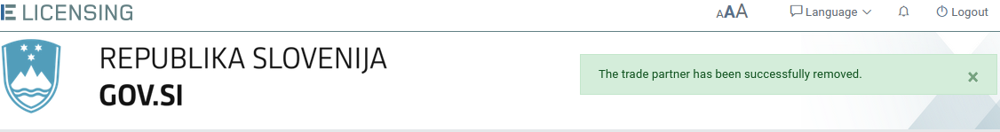 E LICENSING
AAA
Language
Logout
REPUBLIKA SLOVENIJA
GOV.SI
The trade partner has been successfully removed.
×